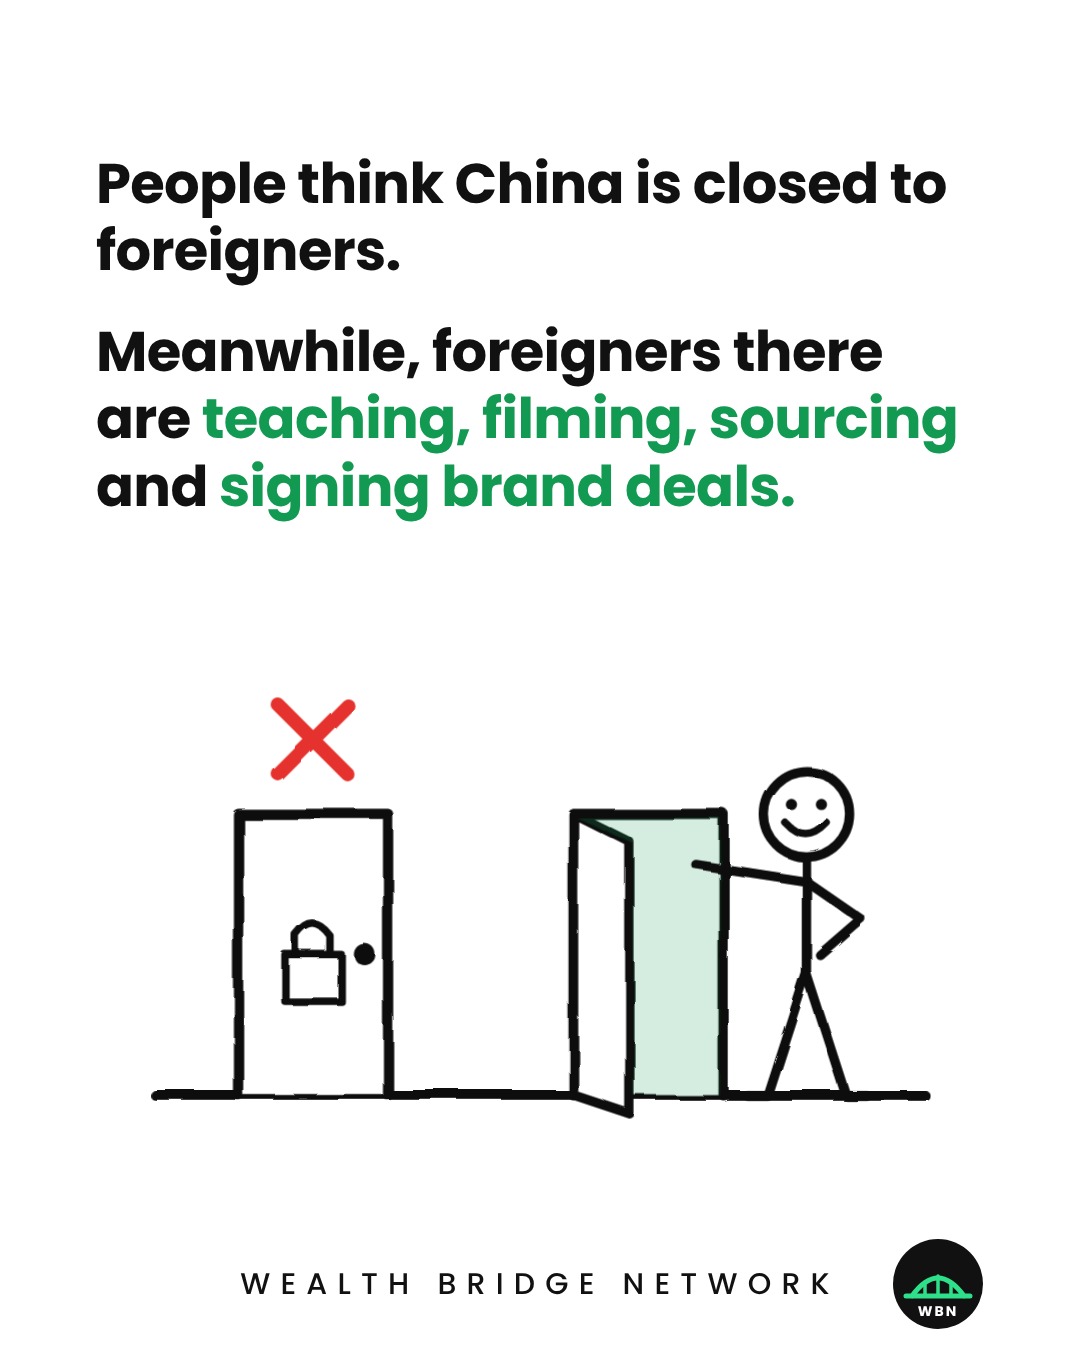 People think China is closed to
foreigners.
Meanwhile, foreigners there
are teaching, filming, sourcing
and signing brand deals.
WEALTH BRIDGE NETWORK
WBN